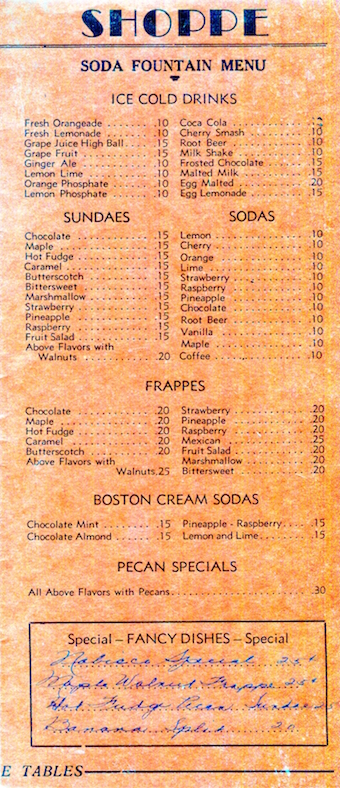 SHOPPE
SODA FOUNTAIN MENU
ICE COLD DRINKS
Fresh Orangeade .10
Fresh Lemonade .10
Grape Juice High Ball .15
Grape Fruit .15
Ginger Ale .10
Lemon Lime .10
Orange Phosphate .10
Lemon Phosphate .10
Coca Cola
Cherry Smash .10
Root Beer .10
Milk Shake .10
Frosted Chocolate .15
Malted Milk .15
Egg Malted .20
Egg Lemonade .15
SUNDAES
Chocolate .15
Maple .15
Hot Fudge .15
Caramel .15
Butterscotch .15
Bittersweet .15
Marshmallow .15
Strawberry .15
Pineapple .15
Raspberry .15
Fruit Salad .15
Above Flavors with
Walnuts .20
SODAS
Lemon .10
Cherry .10
Orange .10
Lime .10
Strawberry .10
Raspberry .10
Pineapple .10
Chocolate .10
Root Beer .10
Vanilla .10
Maple .10
Coffee .10
FRAPPES
Chocolate .20
Maple .20
Hot Fudge .20
Caramel .20
Butterscotch .20
Above Flavors with
Walnuts .25
Strawberry .20
Pineapple .20
Raspberry .20
Mexican .25
Fruit Salad .20
Marshmallow .20
Bittersweet .20
BOSTON CREAM SODAS
Chocolate Mint .15
Chocolate Almond .15
Pineapple - Raspberry .15
Lemon and Lime .15
PECAN SPECIALS
All Above Flavors with Pecans .30
Special – FANCY DISHES – Special
Nabisco Special 25¢
Maple Walnut Frappe 25¢
Hot Fudge Pecan Sundae 25
Banana Split 20
E TABLES